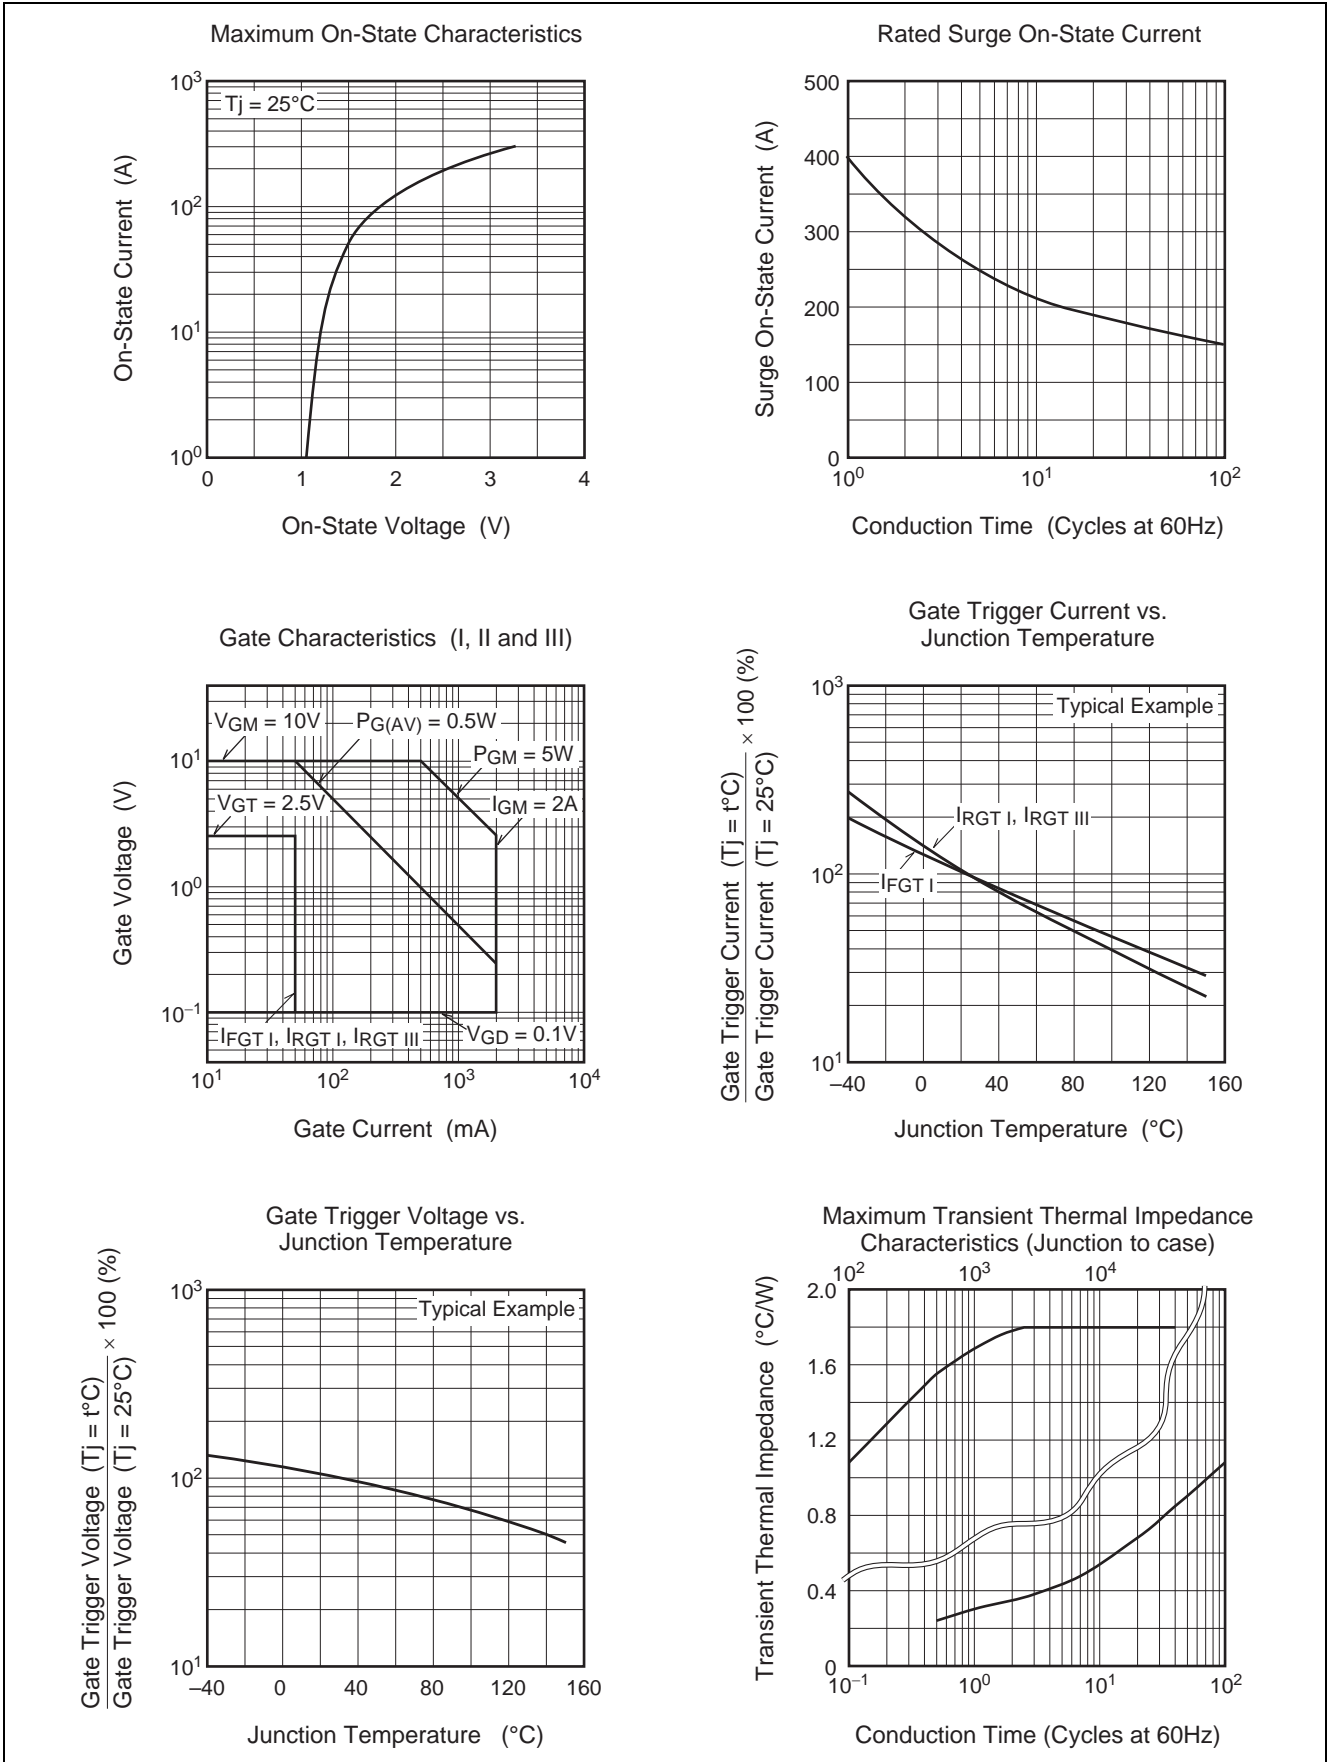 Maximum On-State Characteristics
10³
Tj = 25°C
10²
10¹
10⁰
0 1 2 3 4
On-State Current (A)
On-State Voltage (V)
Rated Surge On-State Current
500
400
300
200
100
0
10⁰ 10¹ 10²
Surge On-State Current (A)
Conduction Time (Cycles at 60Hz)
Gate Characteristics (I, II and III)
VGM = 10V
PG(AV) = 0.5W
PGM = 5W
10¹
VGT = 2.5V
IGM = 2A
10⁰
10⁻¹
IFGT I, IRGT I, IRGT III
VGD = 0.1V
10¹ 10² 10³ 10⁴
Gate Voltage (V)
Gate Current (mA)
Gate Trigger Current vs.
Junction Temperature
10³
Typical Example
IRGT I, IRGT III
10²
IFGT I
10¹
–40 0 40 80 120 160
Gate Trigger Current (Tj = t°C)
Gate Trigger Current (Tj = 25°C)
× 100 (%)
Junction Temperature (°C)
Gate Trigger Voltage vs.
Junction Temperature
10³
Typical Example
10²
10¹
–40 0 40 80 120 160
Gate Trigger Voltage (Tj = t°C)
Gate Trigger Voltage (Tj = 25°C)
× 100 (%)
Junction Temperature (°C)
Maximum Transient Thermal Impedance
Characteristics (Junction to case)
10² 10³ 10⁴
2.0
1.6
1.2
0.8
0.4
0
10⁻¹ 10⁰ 10¹ 10²
Transient Thermal Impedance (°C/W)
Conduction Time (Cycles at 60Hz)